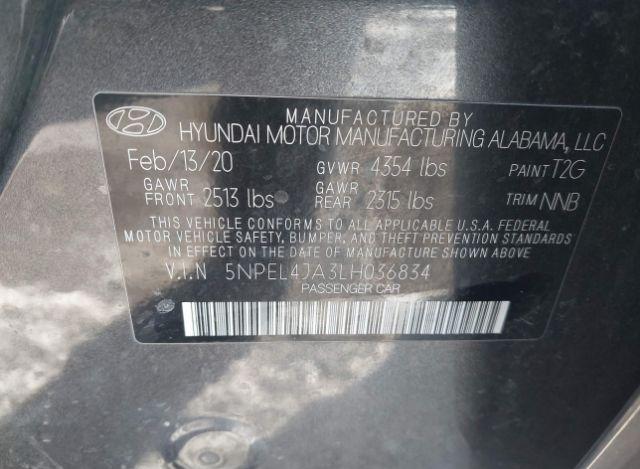 MANUFACTURED BY
HYUNDAI MOTOR MANUFACTURING ALABAMA, LLC
Feb/13/20 GVWR 4354 lbs PAINT T2G
GAWR FRONT 2513 lbs GAWR REAR 2315 lbs TRIM NNB
THIS VEHICLE CONFORMS TO ALL APPLICABLE U.S.A. FEDERAL
MOTOR VEHICLE SAFETY, BUMPER, AND THEFT PREVENTION STANDARDS
IN EFFECT ON THE DATE OF MANUFACTURE SHOWN ABOVE
V.I.N 5NPEL4JA3LH036834
PASSENGER CAR